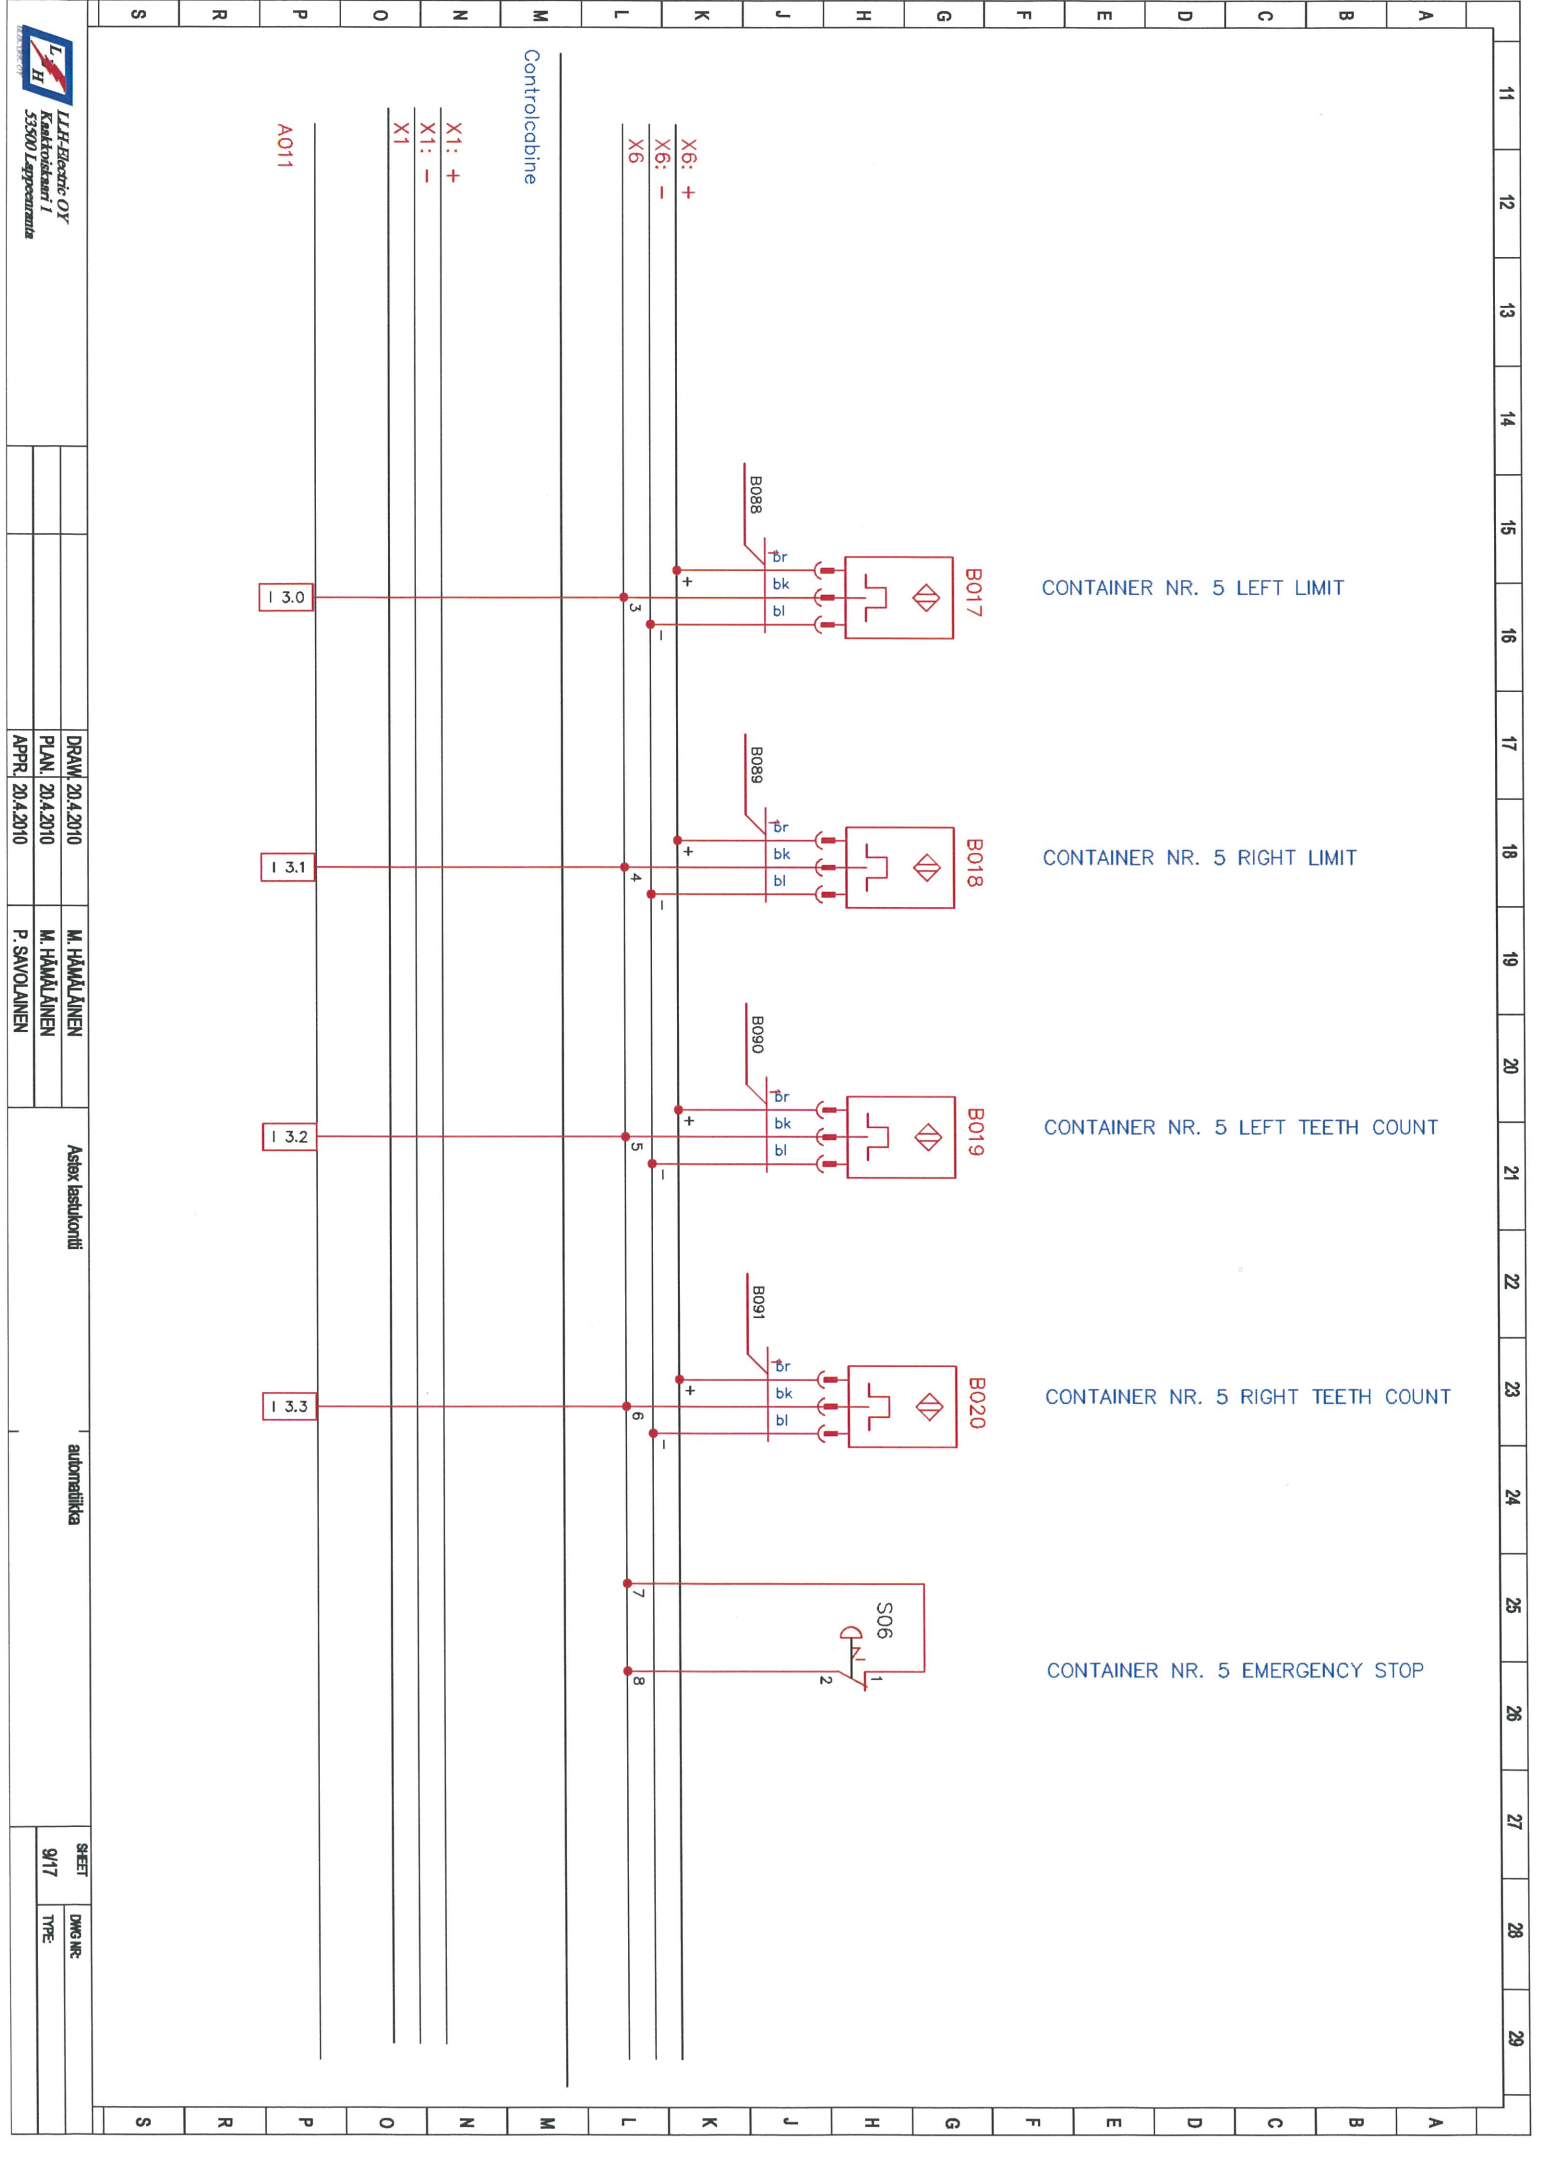 11 12 13 14 15 16 17 18 19 20 21 22 23 24 25 26 27 28 29
A A
B B
C C
D D
E E
F F
G G
H H
J J
K K
L L
M M
N N
O O
P P
R R
S S
CONTAINER NR. 5 LEFT LIMIT
CONTAINER NR. 5 RIGHT LIMIT
CONTAINER NR. 5 LEFT TEETH COUNT
CONTAINER NR. 5 RIGHT TEETH COUNT
CONTAINER NR. 5 EMERGENCY STOP
B017
B018
B019
B020
S06
1
2
br bk bl
br bk bl
br bk bl
br bk bl
B088
B089
B090
B091
X6: +
X6: -
X6
+ 3 -
+ 4 -
+ 5 -
+ 6 -
7
8
Controlcabine
X1: +
X1: -
X1
A011
I 3.0
I 3.1
I 3.2
I 3.3
L H
LLH-Electric OY
Kaakkoiskaari 1
53500 Lappeenranta
DRAW. 20.4.2010 M. HÄMÄLÄINEN
PLAN. 20.4.2010 M. HÄMÄLÄINEN
APPR. 20.4.2010 P. SAVOLAINEN
Astex lastukontti automatiikka
SHEET
9/17
DWG NR:
TYPE: